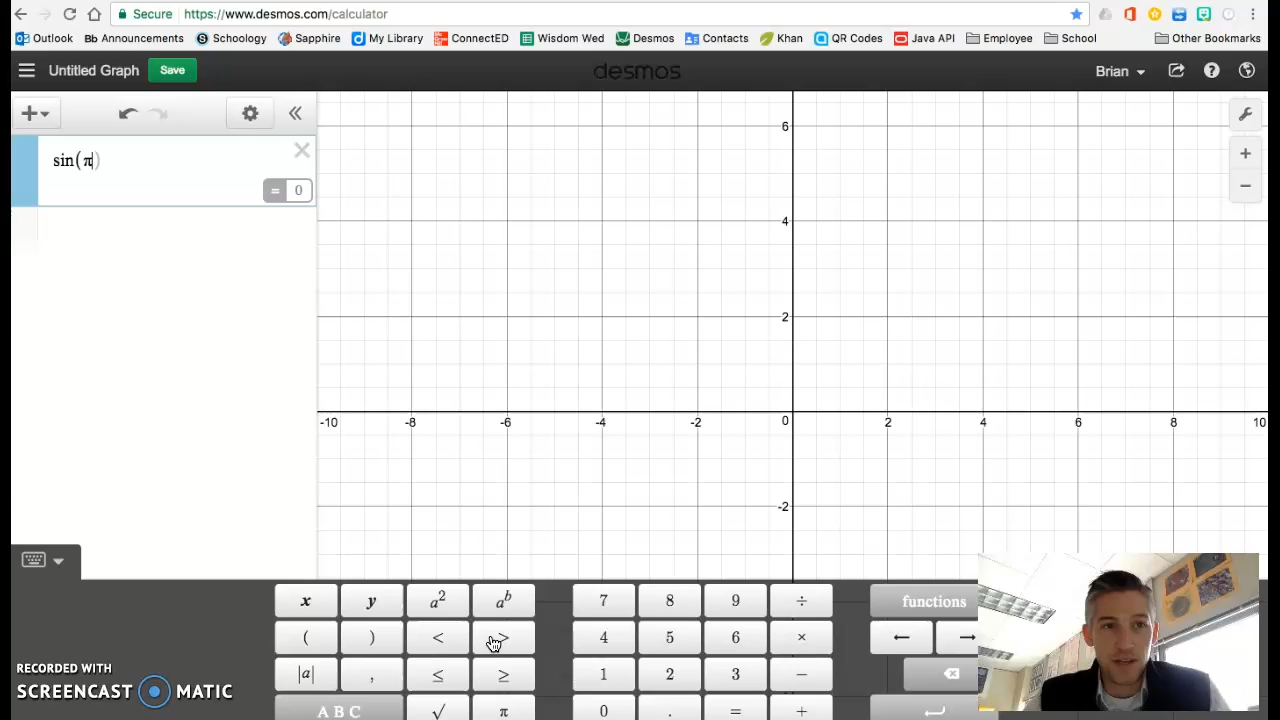 Secure https://www.desmos.com/calculator
Outlook Bb Announcements Schoology Sapphire My Library ConnectED Wisdom Wed Desmos Contacts Khan QR Codes Java API Employee School Other Bookmarks
Untitled Graph Save desmos Brian
sin(π)
= 0
6
4
2
-10 -8 -6 -4 -2 0 2 4 6 8 10
-2
x y a² aᵇ 7 8 9 ÷ functions
( ) < > 4 5 6 × ← →
|a| , ≤ ≥ 1 2 3 −
A B C √ π 0 . = +
RECORDED WITH
SCREENCAST MATIC